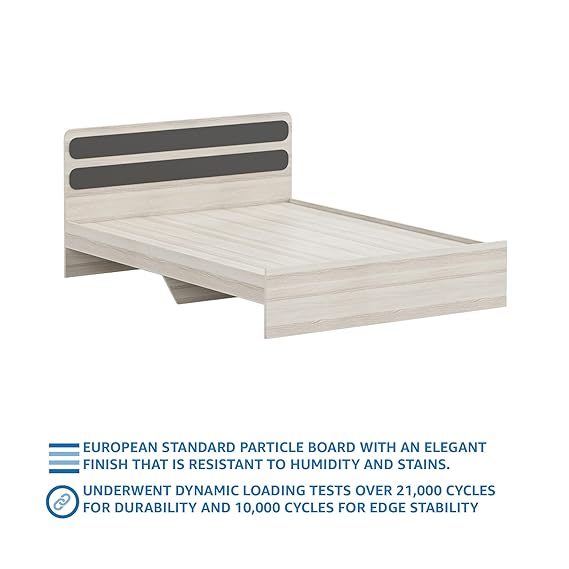 EUROPEAN STANDARD PARTICLE BOARD WITH AN ELEGANT
FINISH THAT IS RESISTANT TO HUMIDITY AND STAINS.
UNDERWENT DYNAMIC LOADING TESTS OVER 21,000 CYCLES
FOR DURABILITY AND 10,000 CYCLES FOR EDGE STABILITY